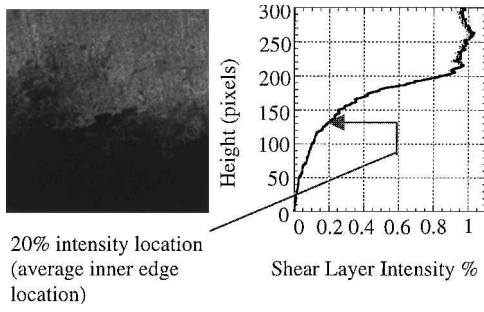 300
250
200
150
100
50
0
Height (pixels)
0 0.2 0.4 0.6 0.8 1
Shear Layer Intensity %
20% intensity location
(average inner edge
location)